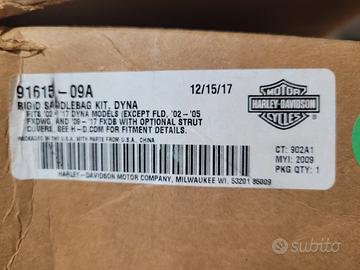 91615-09A
12/15/17
RIGID SADDLEBAG KIT, DYNA
FITS '02 - '17 DYNA MODELS (EXCEPT FLD, '02 - '05
FXDWG, AND '06 - '17 FXDB WITH OPTIONAL STRUT
COVERS. SEE H-D.COM FOR FITMENT DETAILS.
PACKAGED IN THE U.S.A. WITH PARTS FROM U.S.A., CHINA
MOTOR
HARLEY-DAVIDSON
CYCLES
CT: 902A1
MYI: 2009
PKG QTY: 1
HARLEY-DAVIDSON MOTOR COMPANY, MILWAUKEE WI. 53201 95009
subito